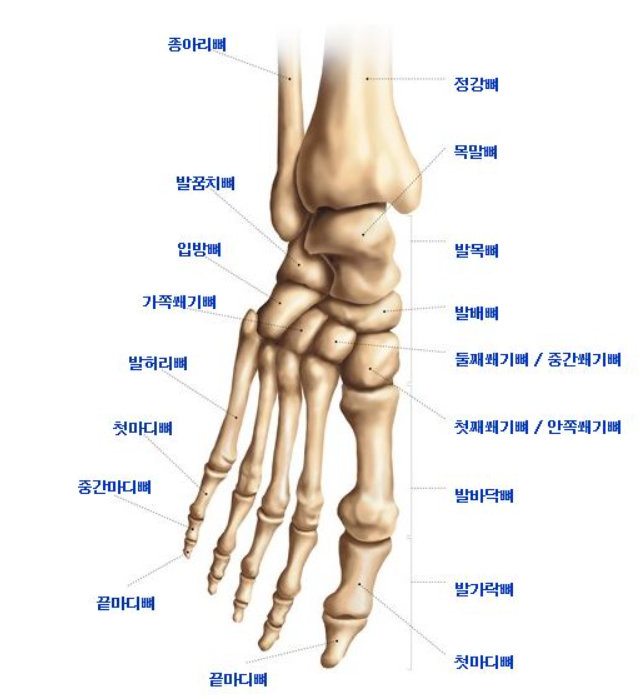 종아리뼈
정강뼈
목말뼈
발꿈치뼈
입방뼈
발목뼈
가쪽쐐기뼈
발배뼈
발허리뼈
둘째쐐기뼈 / 중간쐐기뼈
첫마디뼈
첫째쐐기뼈 / 안쪽쐐기뼈
중간마디뼈
발바닥뼈
끝마디뼈
발가락뼈
첫마디뼈
끝마디뼈